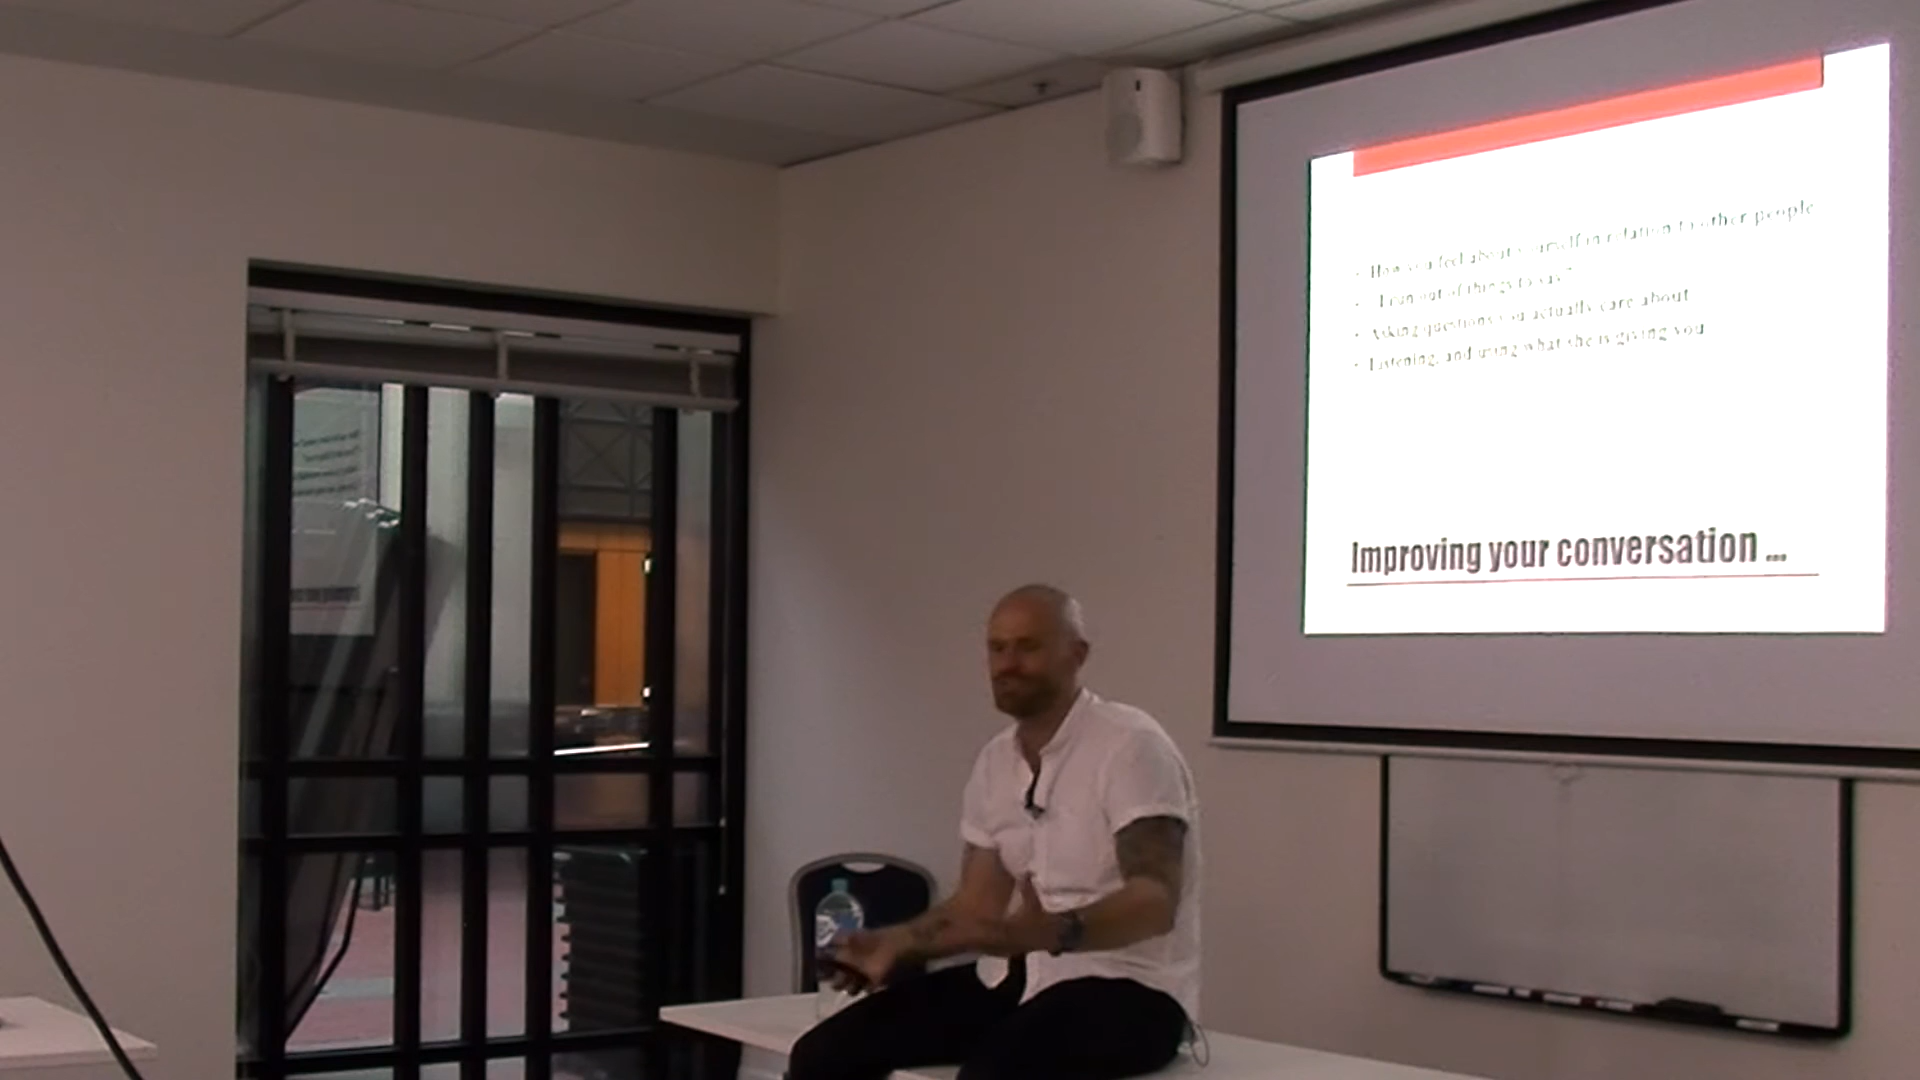 • How you feel about yourself in relation to other people
• "I run out of things to say"
• Asking questions you actually care about
• Listening, and using what she is giving you
Improving your conversation ...